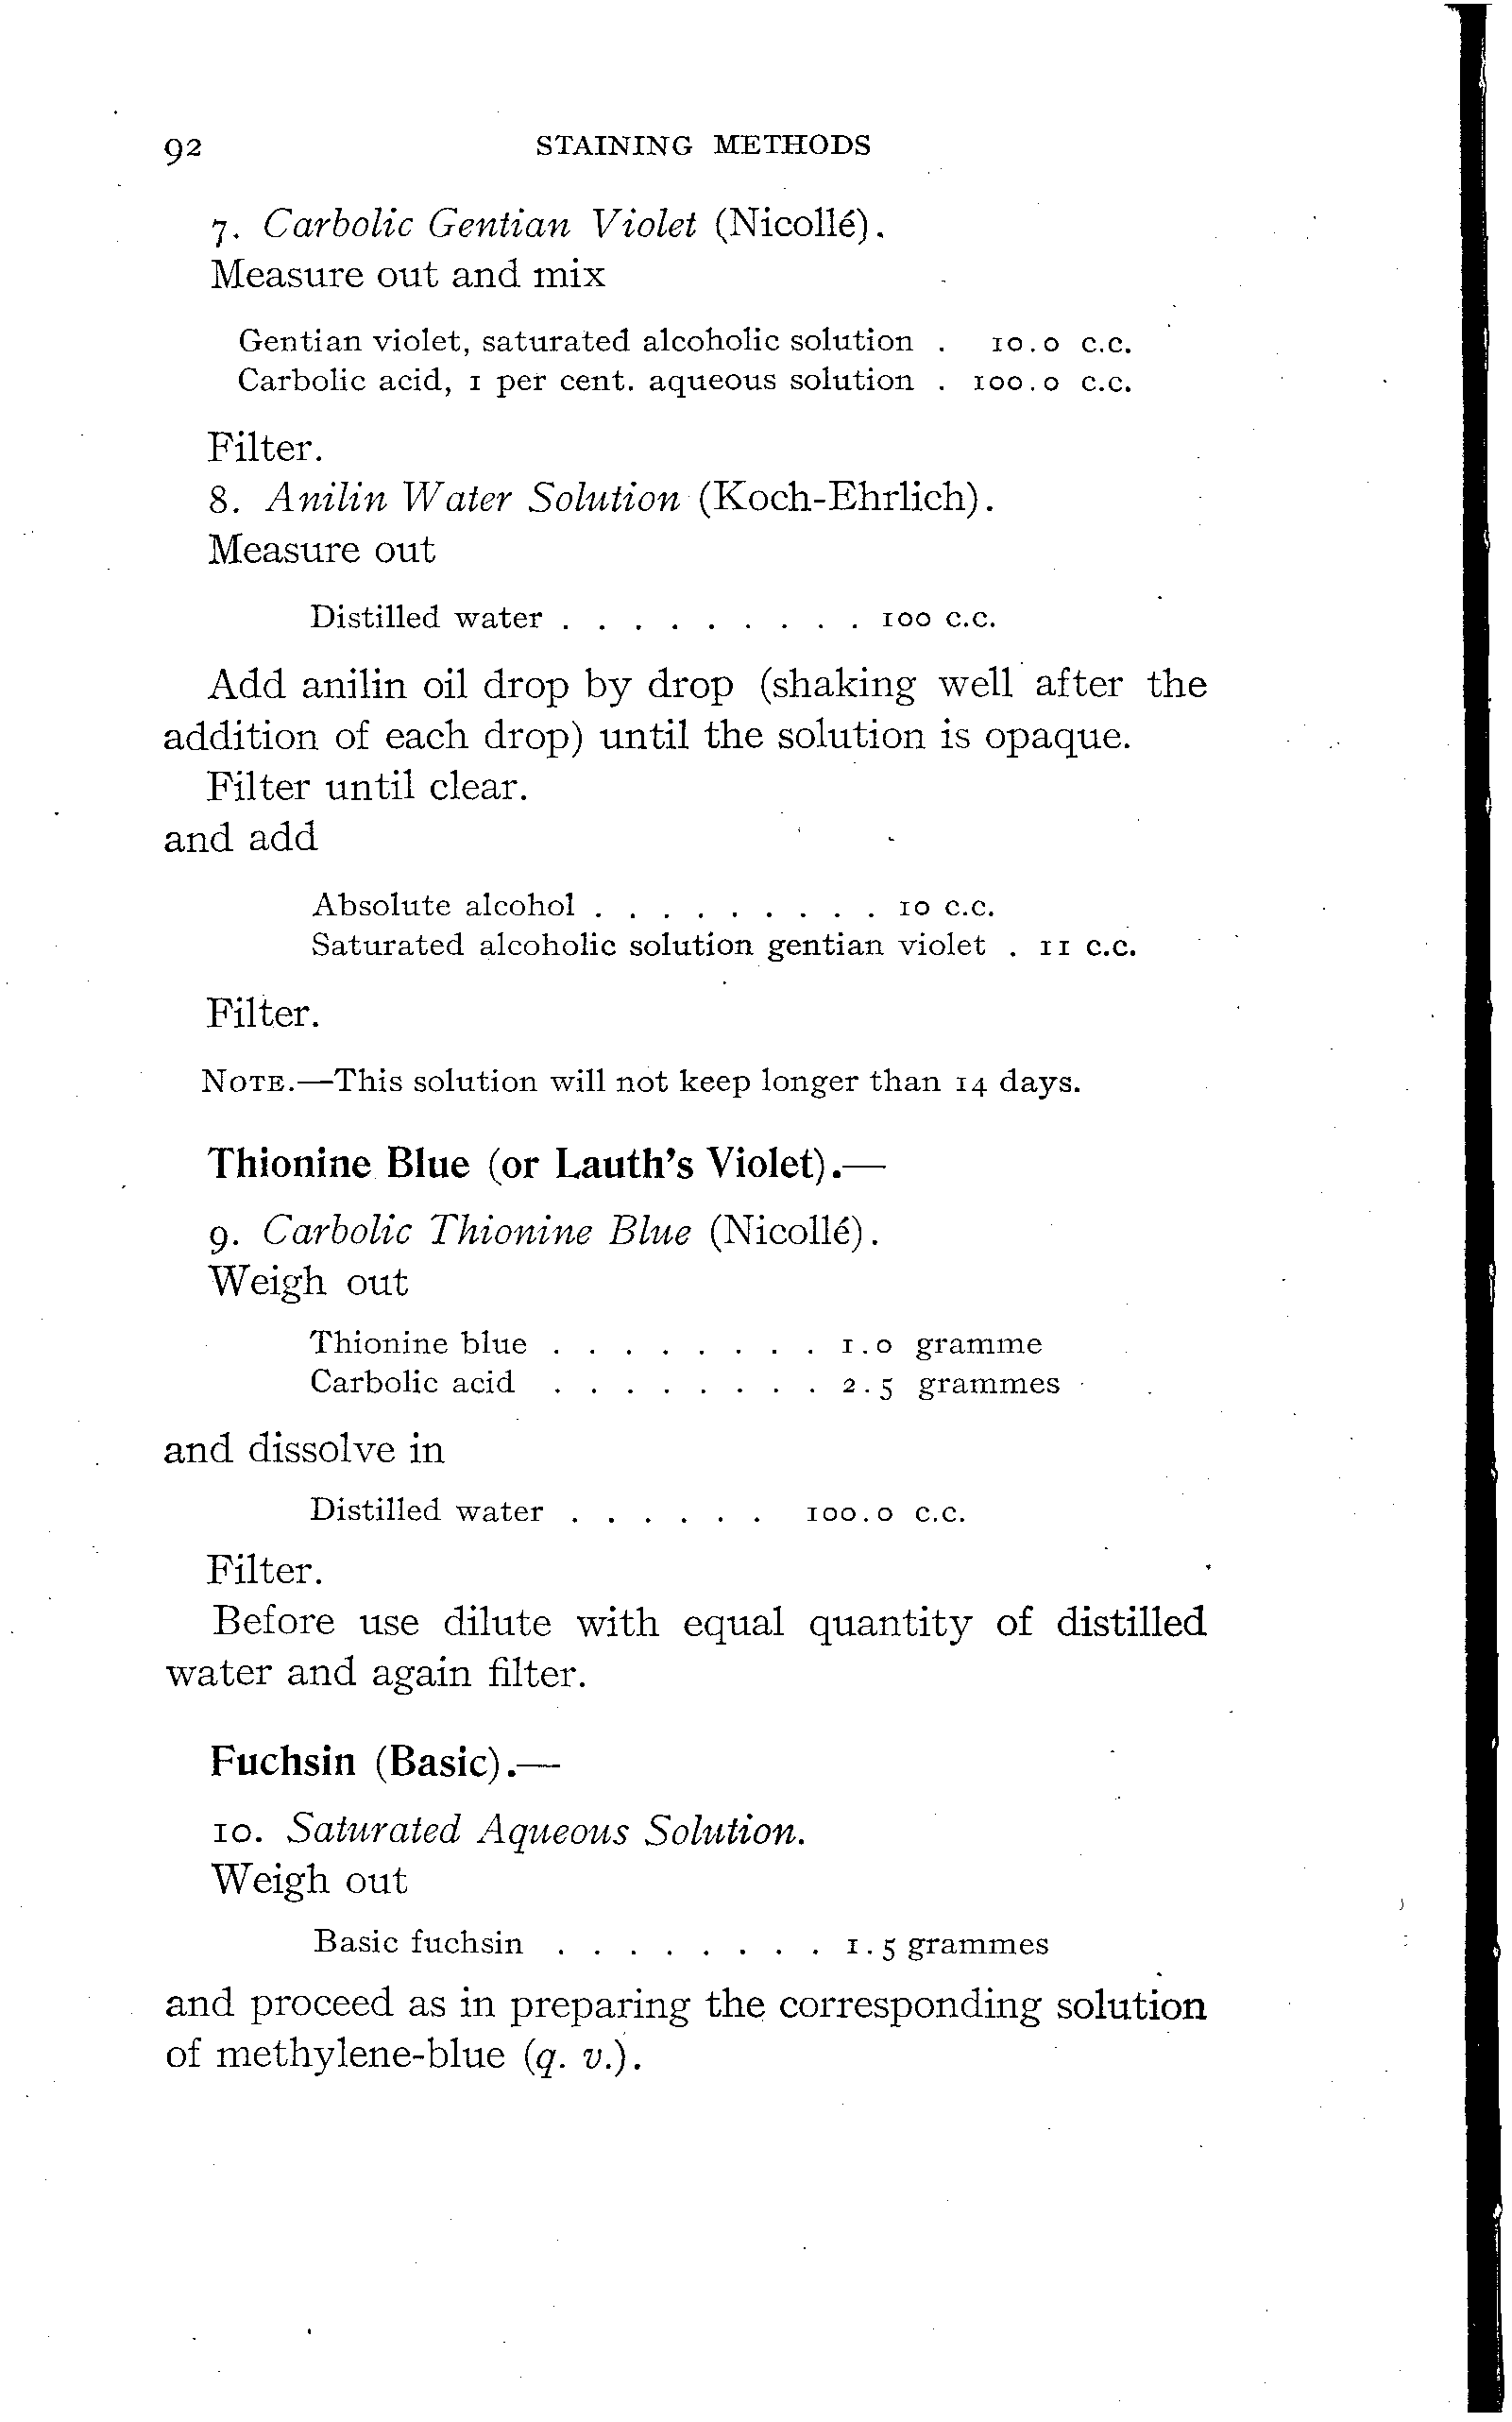 92 STAINING METHODS
7. Carbolic Gentian Violet (Nicollé).
Measure out and mix
Gentian violet, saturated alcoholic solution . 10.0 c.c.
Carbolic acid, 1 per cent. aqueous solution . 100.0 c.c.
Filter.
8. Anilin Water Solution (Koch-Ehrlich).
Measure out
Distilled water . . . . . . . . . 100 c.c.
Add anilin oil drop by drop (shaking well after the
addition of each drop) until the solution is opaque.
Filter until clear.
and add
Absolute alcohol . . . . . . . . . 10 c.c.
Saturated alcoholic solution gentian violet . 11 c.c.
Filter.
NOTE.—This solution will not keep longer than 14 days.
Thionine Blue (or Lauth's Violet).—
9. Carbolic Thionine Blue (Nicollé).
Weigh out
Thionine blue . . . . . . . . 1.0 gramme
Carbolic acid . . . . . . . . 2.5 grammes
and dissolve in
Distilled water . . . . . . 100.0 c.c.
Filter.
Before use dilute with equal quantity of distilled
water and again filter.
Fuchsin (Basic).—
10. Saturated Aqueous Solution.
Weigh out
Basic fuchsin . . . . . . . . 1.5 grammes
and proceed as in preparing the corresponding solution
of methylene-blue (q. v.).